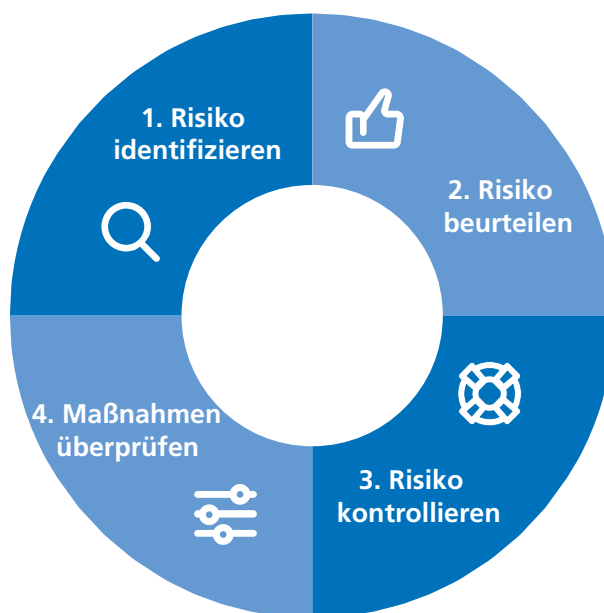 1. Risiko
identifizieren
2. Risiko
beurteilen
3. Risiko
kontrollieren
4. Maßnahmen
überprüfen